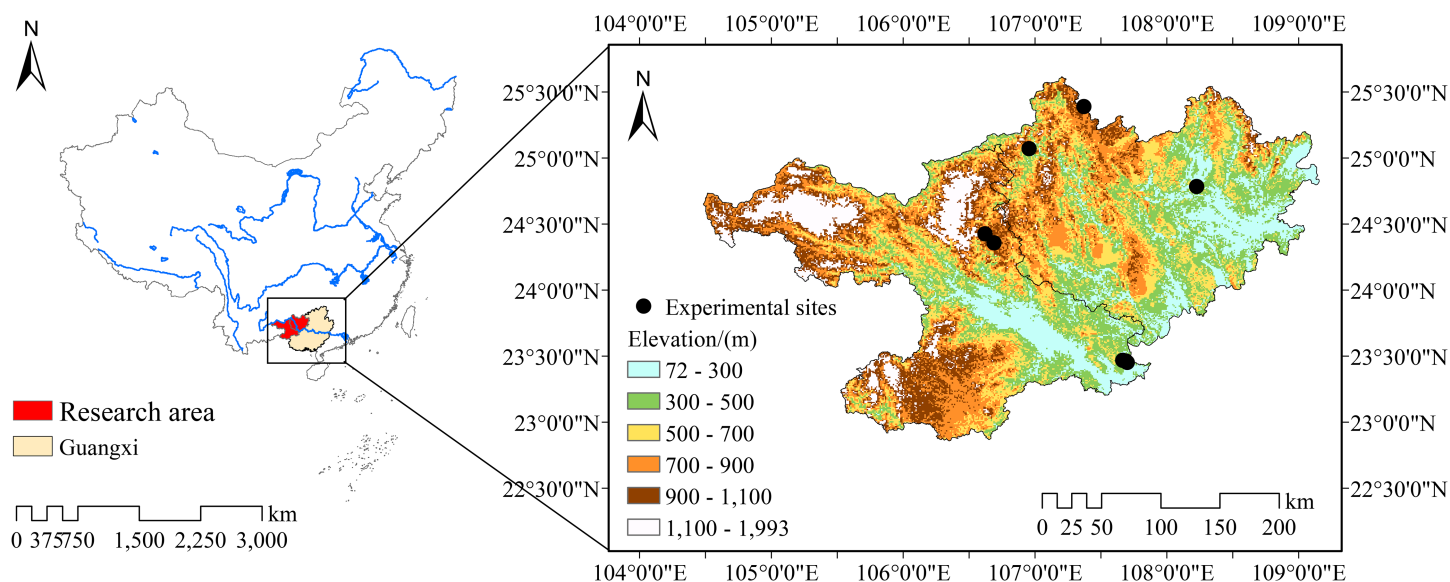 N
Research area
Guangxi
km
0 375 750 1,500 2,250 3,000
104°0'0"E 105°0'0"E 106°0'0"E 107°0'0"E 108°0'0"E 109°0'0"E
25°30'0"N 25°30'0"N
25°0'0"N 25°0'0"N
24°30'0"N 24°30'0"N
24°0'0"N 24°0'0"N
23°30'0"N 23°30'0"N
23°0'0"N 23°0'0"N
22°30'0"N 22°30'0"N
N
Experimental sites
Elevation/(m)
72 - 300
300 - 500
500 - 700
700 - 900
900 - 1,100
1,100 - 1,993
km
0 25 50 100 150 200
104°0'0"E 105°0'0"E 106°0'0"E 107°0'0"E 108°0'0"E 109°0'0"E